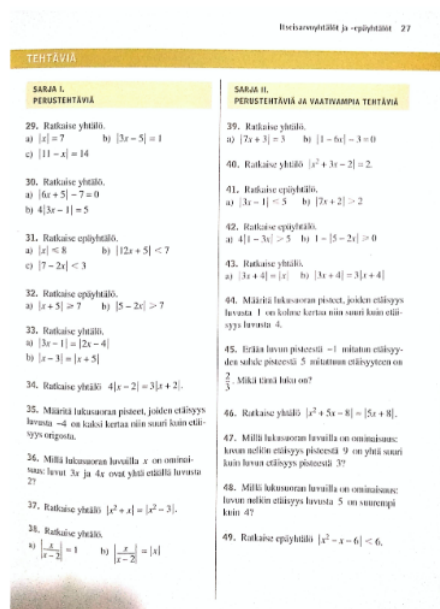 Itseisarvoyhtälöt ja -epäyhtälöt 27
TEHTÄVIÄ
SARJA I.
PERUSTEHTÄVIÄ
29. Ratkaise yhtälö.
a) |x| = 7 b) |3x − 5| = 1
c) |11 − x| = 14
30. Ratkaise yhtälö.
a) |6x + 5| − 7 = 0
b) 4|3x − 1| = 5
31. Ratkaise epäyhtälö.
a) |x| < 8 b) |12x + 5| < 7
c) |7 − 2x| < 3
32. Ratkaise epäyhtälö.
a) |x + 5| ≥ 7 b) |5 − 2x| > 7
33. Ratkaise yhtälö.
a) |3x − 1| = |2x − 4|
b) |x − 3| = |x + 5|
34. Ratkaise yhtälö 4|x − 2| = 3|x + 2|.
35. Määritä lukusuoran pisteet, joiden etäisyys
luvusta −4 on kaksi kertaa niin suuri kuin etäi-
syys origosta.
36. Millä lukusuoran luvuilla x on ominai-
suus: luvut 3x ja 4x ovat yhtä etäällä luvusta
2?
37. Ratkaise yhtälö |x² + x| = |x² − 3|.
38. Ratkaise yhtälö.
a) |x/(x − 2)| = 1 b) |x/(x − 2)| = |x|
SARJA II.
PERUSTEHTÄVIÄ JA VAATIVAMPIA TEHTÄVIÄ
39. Ratkaise yhtälö.
a) |7x + 3| = 3 b) |1 − 6x| − 3 = 0
40. Ratkaise yhtälö |x² + 3x − 2| = 2.
41. Ratkaise epäyhtälö.
a) |3x − 1| < 5 b) |7x + 2| > 2
42. Ratkaise epäyhtälö.
a) 4|1 − 3x| > 5 b) 1 − |5 − 2x| > 0
43. Ratkaise yhtälö.
a) |3x + 4| = |x| b) |3x + 4| = 3|x + 4|
44. Määritä lukusuoran pisteet, joiden etäisyys
luvusta 1 on kolme kertaa niin suuri kuin etäi-
syys luvusta 4.
45. Erään luvun pisteestä −1 mitatun etäisyy-
den suhde pisteestä 5 mitattuun etäisyyteen on
2/3. Mikä tämä luku on?
46. Ratkaise yhtälö |x² + 5x − 8| = |5x + 8|.
47. Millä lukusuoran luvuilla on ominaisuus:
luvun neliön etäisyys pisteestä 9 on yhtä suuri
kuin luvun etäisyys pisteestä 3?
48. Millä lukusuoran luvuilla on ominaisuus:
luvun neliön etäisyys luvusta 5 on suurempi
kuin 4?
49. Ratkaise epäyhtälö |x² − x − 6| < 6.